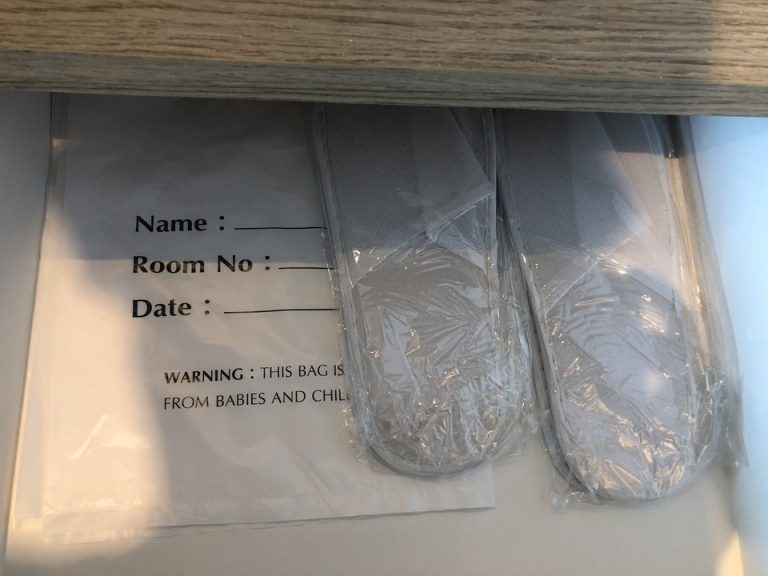 Name :
Room No :
Date :
WARNING : THIS BAG IS
FROM BABIES AND CHIL